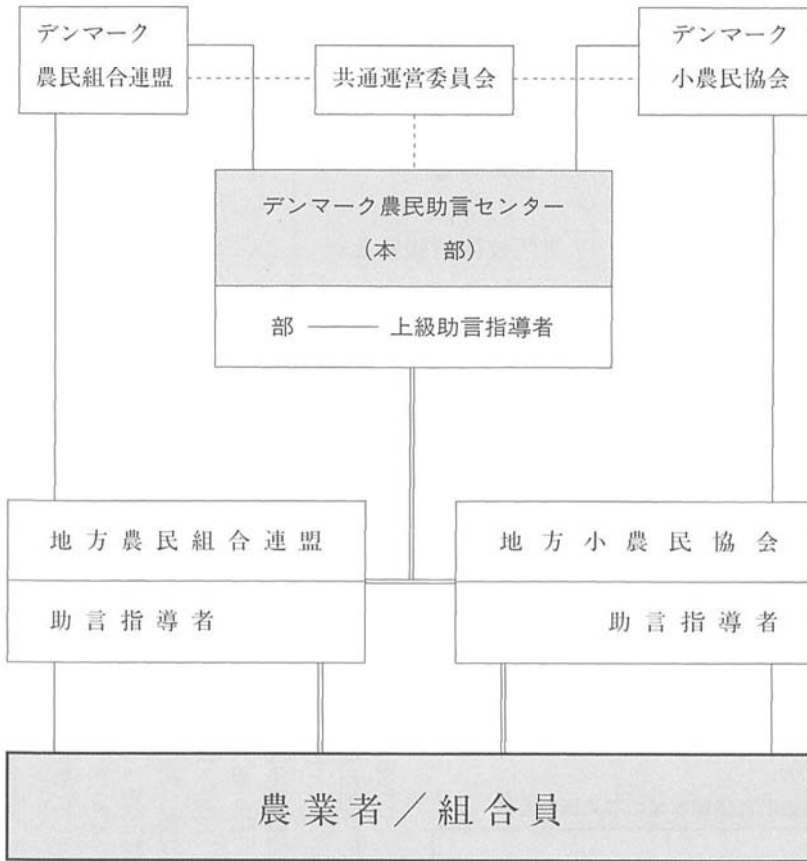 デンマーク
農民組合連盟
共通運営委員会
デンマーク
小農民協会
デンマーク農民助言センター
(本 部)
部 ―― 上級助言指導者
地方農民組合連盟
助言指導者
地方小農民協会
助言指導者
農業者/組合員